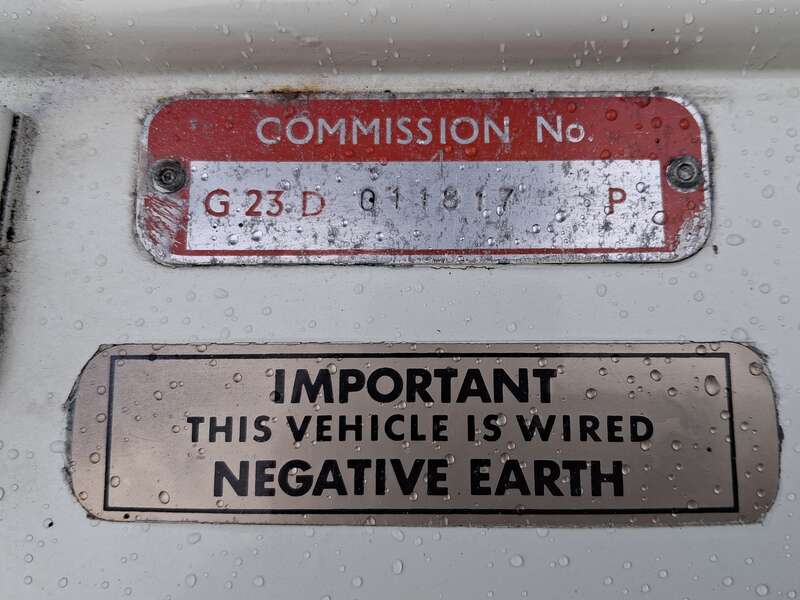 COMMISSION No.
G.23.D 011817 P
IMPORTANT
THIS VEHICLE IS WIRED
NEGATIVE EARTH